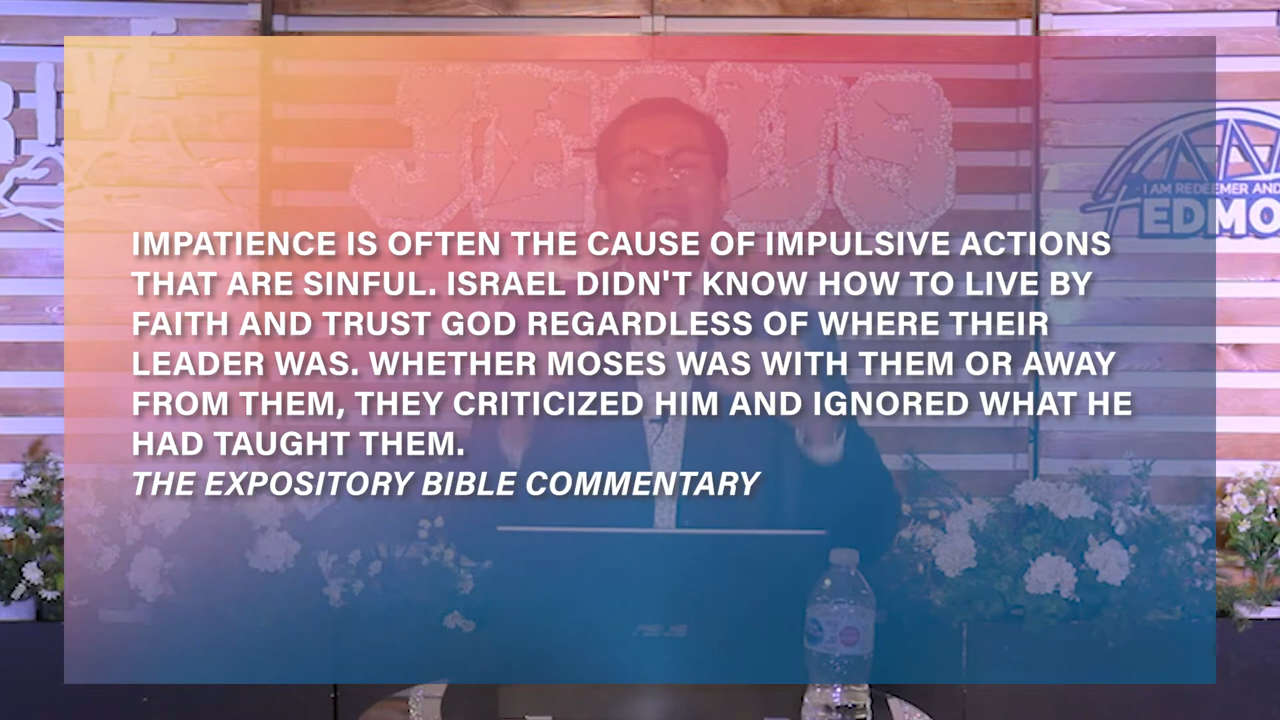 JESUS
I AM REDEEMER AND
EDMO
IMPATIENCE IS OFTEN THE CAUSE OF IMPULSIVE ACTIONS
THAT ARE SINFUL. ISRAEL DIDN'T KNOW HOW TO LIVE BY
FAITH AND TRUST GOD REGARDLESS OF WHERE THEIR
LEADER WAS. WHETHER MOSES WAS WITH THEM OR AWAY
FROM THEM, THEY CRITICIZED HIM AND IGNORED WHAT HE
HAD TAUGHT THEM.
THE EXPOSITORY BIBLE COMMENTARY